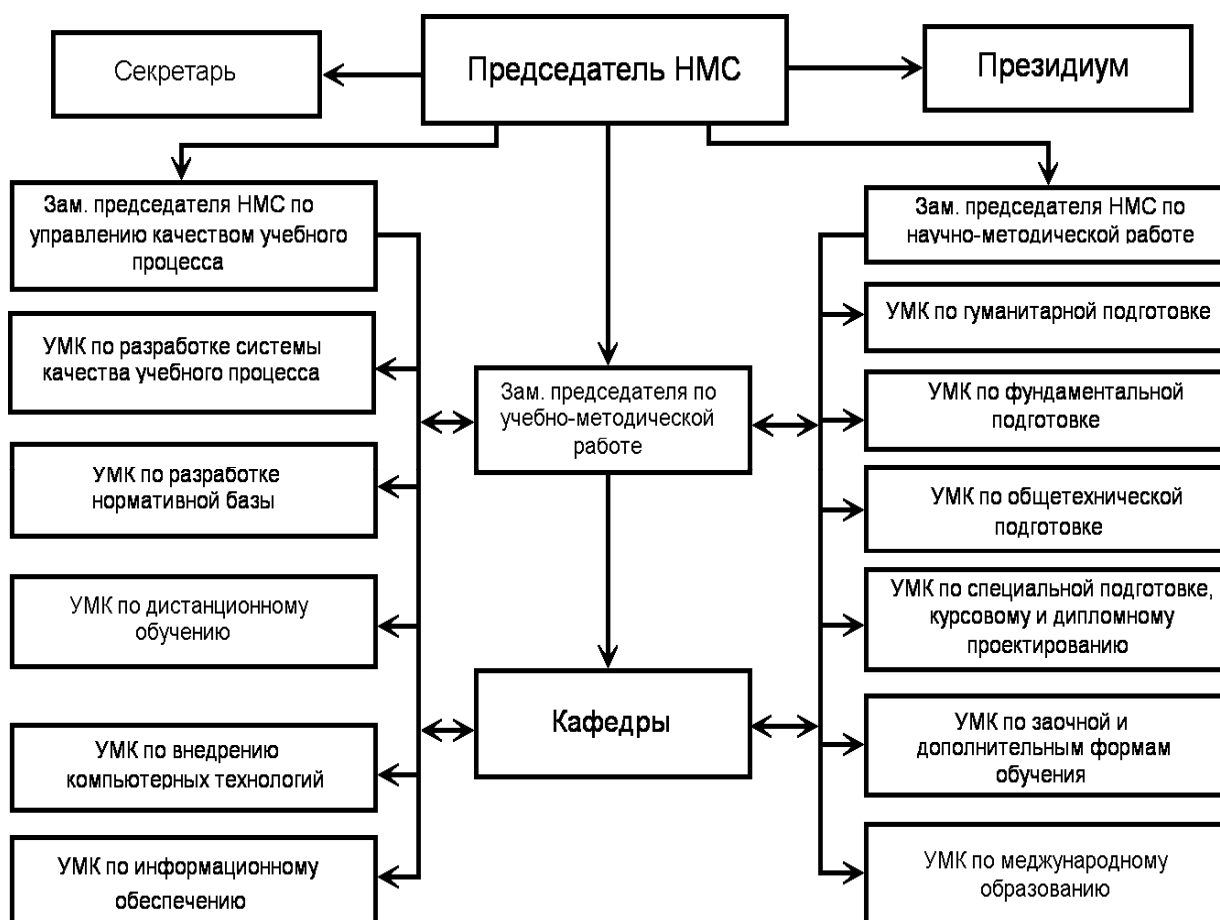 Секретарь
Председатель НМС
Президиум
Зам. председателя НМС по
управлению качеством учебного
процесса
Зам. председателя НМС по
научно-методической работе
УМК по разработке системы
качества учебного процесса
УМК по разработке
нормативной базы
УМК по дистанционному
обучению
УМК по внедрению
компьютерных технологий
УМК по информационному
обеспечению
Зам. председателя по
учебно-методической
работе
Кафедры
УМК по гуманитарной подготовке
УМК по фундаментальной
подготовке
УМК по общетехнической
подготовке
УМК по специальной подготовке,
курсовому и дипломному
проектированию
УМК по заочной и
дополнительным формам
обучения
УМК по меджународному
образованию